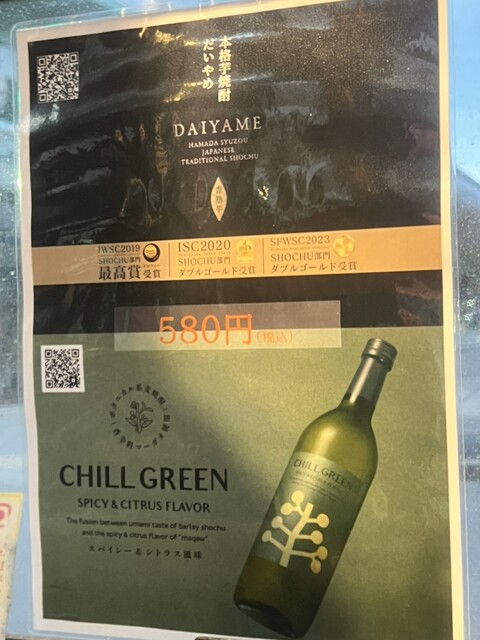 本格芋焼酎
だいやめ
DAIYAME
HAMADA SYUZOU
JAPANESE
TRADITIONAL SHOCHU
香熟芋
IWSC2019
SHOCHU部門
最高賞受賞
ISC2020
SHOCHU部門
ダブルゴールド受賞
SFWSC2023
SHOCHU部門
ダブルゴールド受賞
580円(税込)
CHILL GREEN
SPICY & CITRUS FLAVOR
The fusion between umami taste of barley shochu
and the spicy & citrus flavor of "maqaw"
スパイシー＆シトラス風味
CHILL GREEN